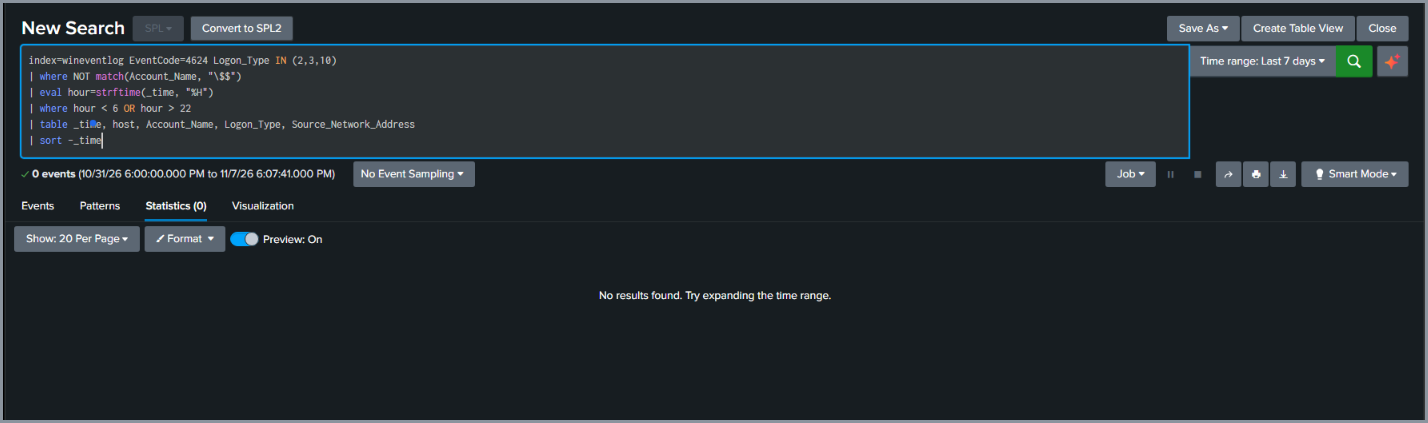 New Search SPL Convert to SPL2 Save As Create Table View Close
index=wineventlog EventCode=4624 Logon_Type IN (2,3,10)
| where NOT match(Account_Name, "\$$")
| eval hour=strftime(_time, "%H")
| where hour < 6 OR hour > 22
| table _time, host, Account_Name, Logon_Type, Source_Network_Address
| sort -_time
Time range: Last 7 days
0 events (10/31/26 6:00:00.000 PM to 11/7/26 6:07:41.000 PM) No Event Sampling Job Smart Mode
Events Patterns Statistics (0) Visualization
Show: 20 Per Page Format Preview: On
No results found. Try expanding the time range.